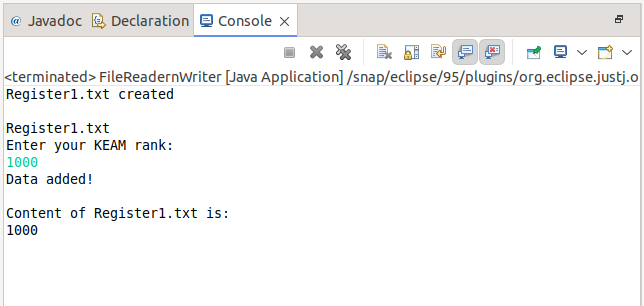 @ Javadoc Declaration Console
<terminated> FileReadernWriter [Java Application] /snap/eclipse/95/plugins/org.eclipse.justj.o
Register1.txt created
Register1.txt
Enter your KEAM rank:
1000
Data added!
Content of Register1.txt is:
1000